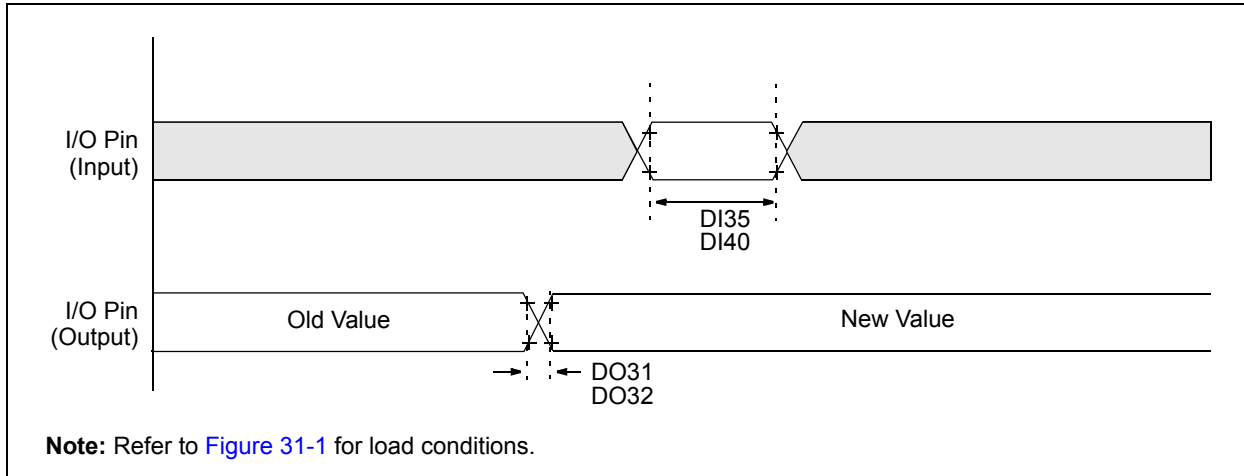 I/O Pin
(Input)
DI35
DI40
I/O Pin
(Output)
Old Value
New Value
DO31
DO32
Note: Refer to Figure 31-1 for load conditions.